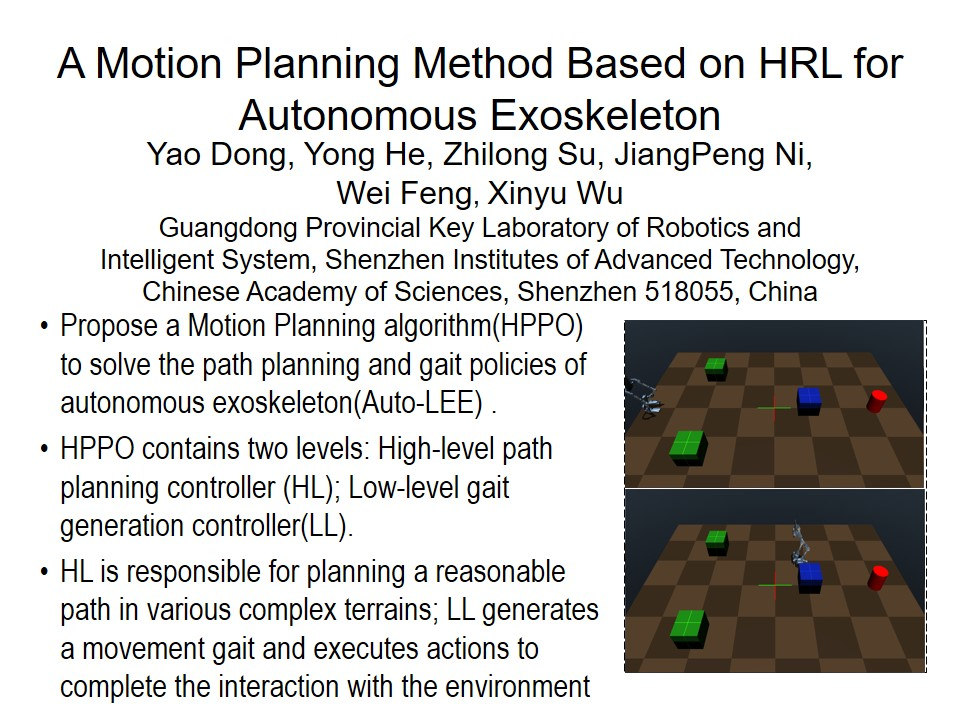 A Motion Planning Method Based on HRL for
Autonomous Exoskeleton
Yao Dong, Yong He, Zhilong Su, JiangPeng Ni,
Wei Feng, Xinyu Wu
Guangdong Provincial Key Laboratory of Robotics and
Intelligent System, Shenzhen Institutes of Advanced Technology,
Chinese Academy of Sciences, Shenzhen 518055, China
• Propose a Motion Planning algorithm(HPPO)
to solve the path planning and gait policies of
autonomous exoskeleton(Auto-LEE) .
• HPPO contains two levels: High-level path
planning controller (HL); Low-level gait
generation controller(LL).
• HL is responsible for planning a reasonable
path in various complex terrains; LL generates
a movement gait and executes actions to
complete the interaction with the environment